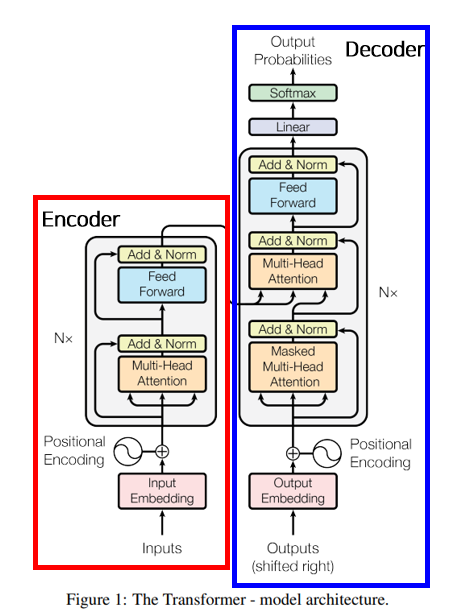 Encoder
Add & Norm
Feed
Forward
Add & Norm
Multi-Head
Attention
N×
Positional
Encoding
Input
Embedding
Inputs
Decoder
Output
Probabilities
Softmax
Linear
Add & Norm
Feed
Forward
Add & Norm
Multi-Head
Attention
N×
Add & Norm
Masked
Multi-Head
Attention
Positional
Encoding
Output
Embedding
Outputs
(shifted right)
Figure 1: The Transformer - model architecture.